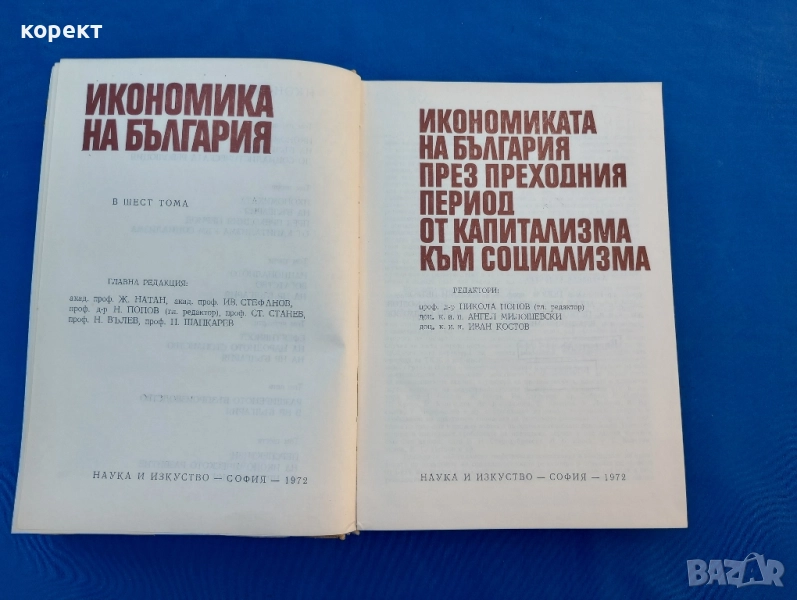 корект
ИКОНОМИКА
НА БЪЛГАРИЯ
В ШЕСТ ТОМА
ГЛАВНА РЕДАКЦИЯ:
акад. проф. Ж. НАТАН, акад. проф. ИВ. СТЕФАНОВ,
проф. д-р Н. ПОПОВ (гл. редактор), проф. СТ. СТАНЕВ,
проф. Н. ВЪЛЕВ, проф. П. ШАПКАРЕВ
НАУКА И ИЗКУСТВО — СОФИЯ — 1972
ИКОНОМИКАТА
НА БЪЛГАРИЯ
ПРЕЗ ПРЕХОДНИЯ
ПЕРИОД
ОТ КАПИТАЛИЗМА
КЪМ СОЦИАЛИЗМА
РЕДАКТОРИ:
проф. д-р НИКОЛА ПОПОВ (гл. редактор)
доц. к. и. н. АНГЕЛ МИЛОШЕВСКИ
доц. к. и. н. ИВАН КОСТОВ
НАУКА И ИЗКУСТВО — СОФИЯ — 1972
BAZAR